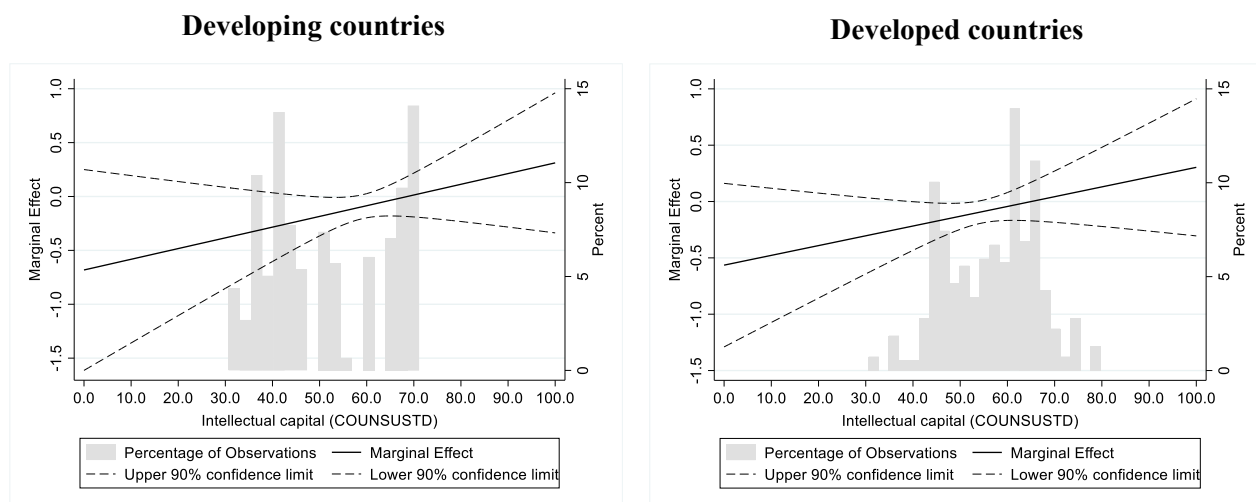 Developing countries
Developed countries
1.0
0.5
0.0
-0.5
-1.0
-1.5
Marginal Effect
15
10
5
0
Percent
0.0 10.0 20.0 30.0 40.0 50.0 60.0 70.0 80.0 90.0 100.0
Intellectual capital (COUNSUSTD)
Percentage of Observations Marginal Effect
Upper 90% confidence limit Lower 90% confidence limit
1.0
0.5
0.0
-0.5
-1.0
-1.5
Marginal Effect
15
10
5
0
Percent
0.0 10.0 20.0 30.0 40.0 50.0 60.0 70.0 80.0 90.0 100.0
Intellectual capital (COUNSUSTD)
Percentage of Observations Marginal Effect
Upper 90% confidence limit Lower 90% confidence limit